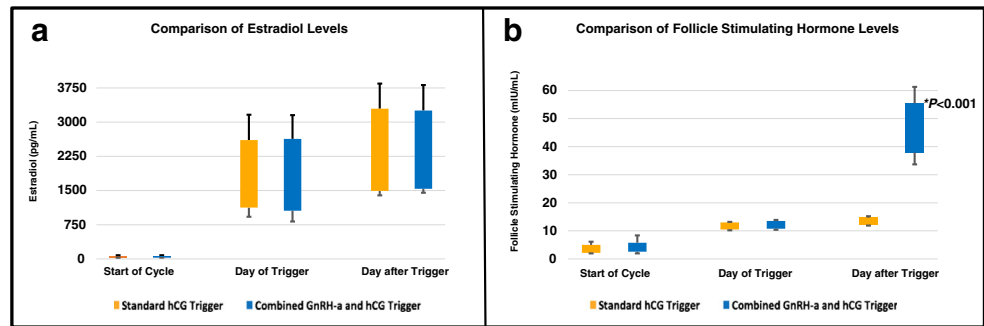 a
Comparison of Estradiol Levels
Estradiol (pg/mL)
3750
3000
2250
1500
750
0
Start of Cycle
Day of Trigger
Day after Trigger
Standard hCG Trigger
Combined GnRH-a and hCG Trigger
b
Comparison of Follicle Stimulating Hormone Levels
Follicle Stimulating Hormone (mIU/mL)
60
50
40
30
20
10
0
*P<0.001
Start of Cycle
Day of Trigger
Day after Trigger
Standard hCG Trigger
Combined GnRH-a and hCG Trigger